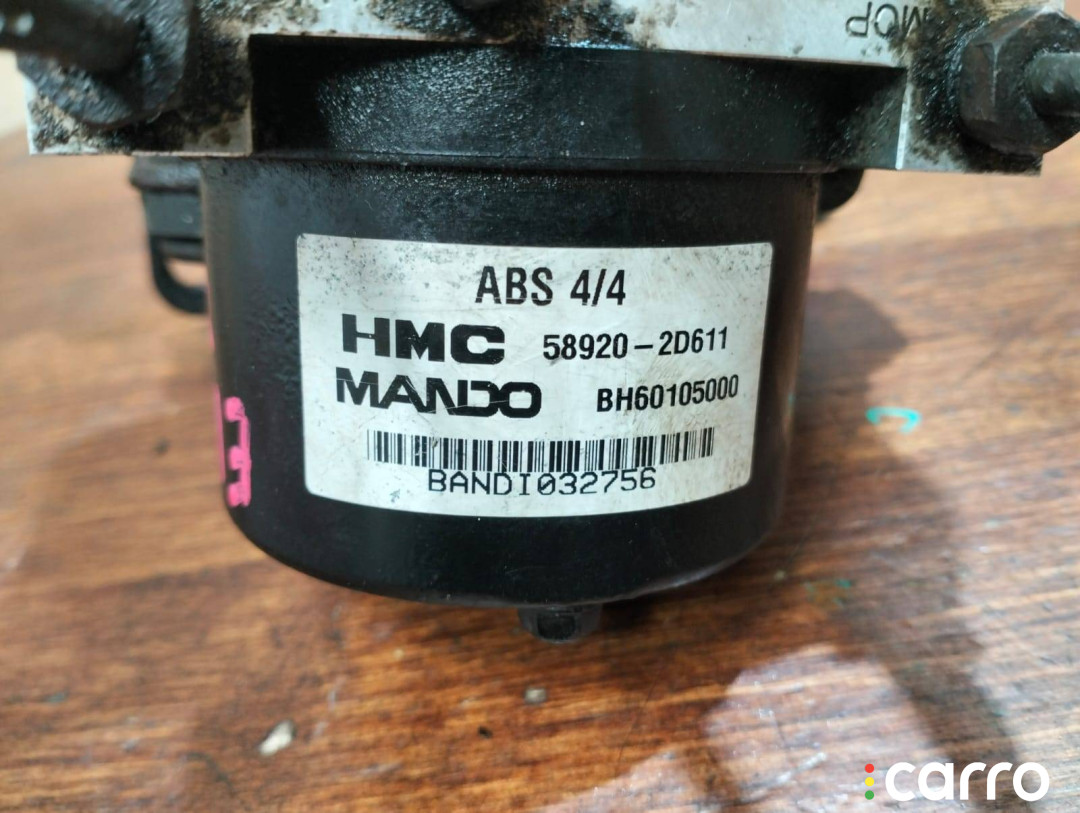 ABS 4/4
HMC 58920-2D611
MANDO BH60105000
BANDI032756
carro